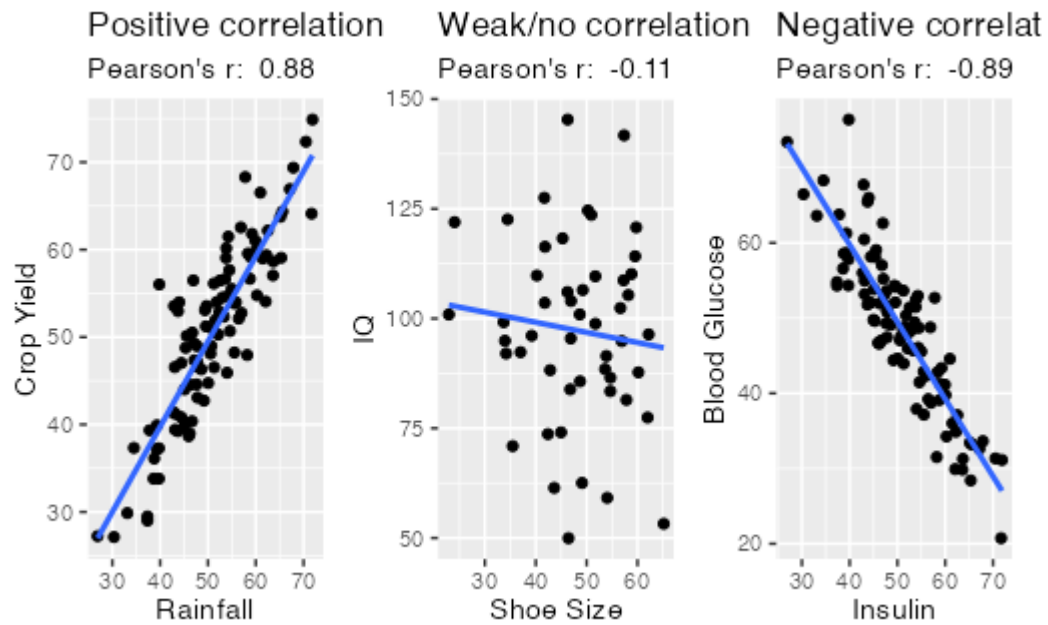 Positive correlation
Pearson's r: 0.88
70
60
50
40
30
Crop Yield
30 40 50 60 70
Rainfall
Weak/no correlation
Pearson's r: -0.11
150
125
100
75
50
IQ
30 40 50 60
Shoe Size
Negative correlat
Pearson's r: -0.89
60
40
20
Blood Glucose
30 40 50 60 70
Insulin